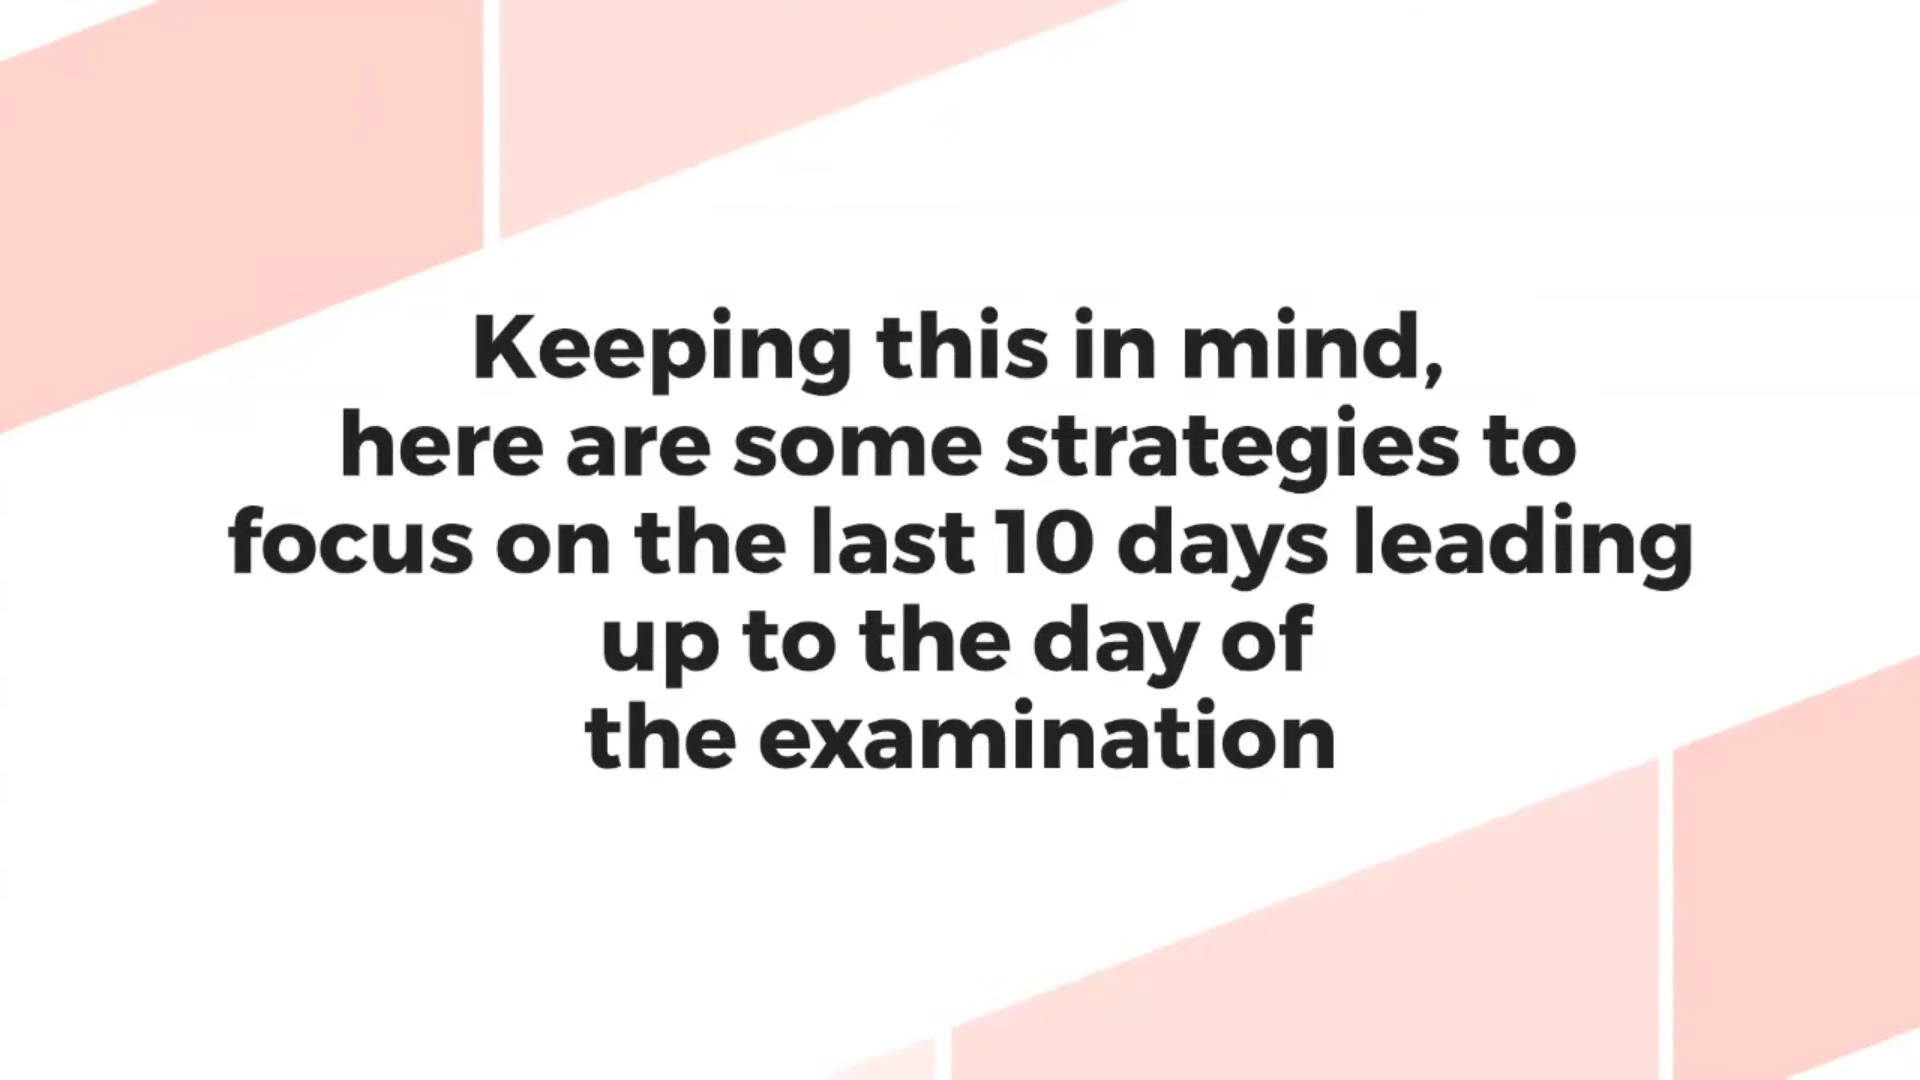 Keeping this in mind,
here are some strategies to
focus on the last 10 days leading
up to the day of
the examination